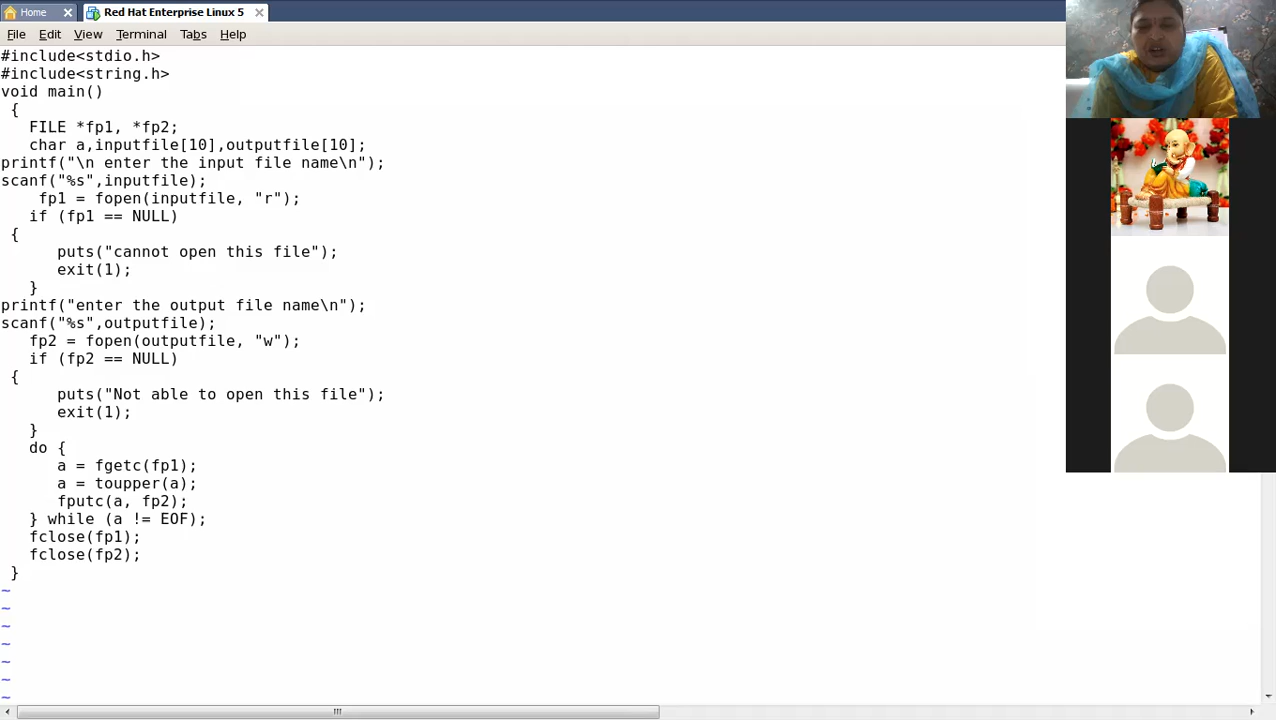 Home
Red Hat Enterprise Linux 5
File Edit View Terminal Tabs Help
#include<stdio.h>
#include<string.h>
void main()
{
FILE *fp1, *fp2;
char a,inputfile[10],outputfile[10];
printf("\n enter the input file name\n");
scanf("%s",inputfile);
fp1 = fopen(inputfile, "r");
if (fp1 == NULL)
{
puts("cannot open this file");
exit(1);
}
printf("enter the output file name\n");
scanf("%s",outputfile);
fp2 = fopen(outputfile, "w");
if (fp2 == NULL)
{
puts("Not able to open this file");
exit(1);
}
do {
a = fgetc(fp1);
a = toupper(a);
fputc(a, fp2);
} while (a != EOF);
fclose(fp1);
fclose(fp2);
}
~
~
~
~
~
~
~